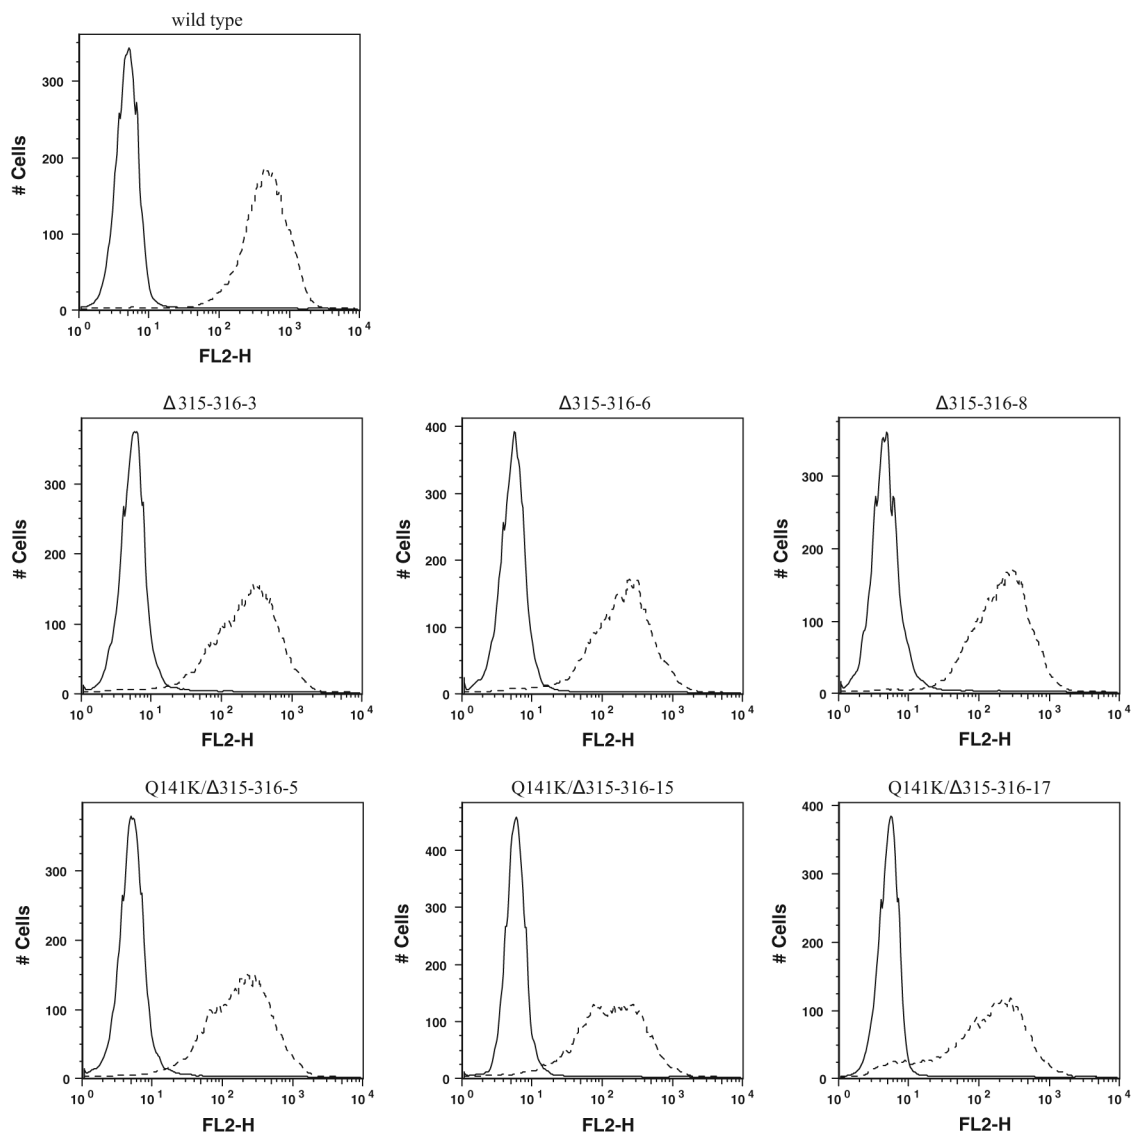 wild type
300
200
100
0
# Cells
10^0 10^1 10^2 10^3 10^4
FL2-H
Δ315-316-3
300
200
100
0
# Cells
10^0 10^1 10^2 10^3 10^4
FL2-H
Δ315-316-6
400
300
200
100
0
# Cells
10^0 10^1 10^2 10^3 10^4
FL2-H
Δ315-316-8
300
200
100
0
# Cells
10^0 10^1 10^2 10^3 10^4
FL2-H
Q141K/Δ315-316-5
300
200
100
0
# Cells
10^0 10^1 10^2 10^3 10^4
FL2-H
Q141K/Δ315-316-15
400
300
200
100
0
# Cells
10^0 10^1 10^2 10^3 10^4
FL2-H
Q141K/Δ315-316-17
400
300
200
100
0
# Cells
10^0 10^1 10^2 10^3 10^4
FL2-H